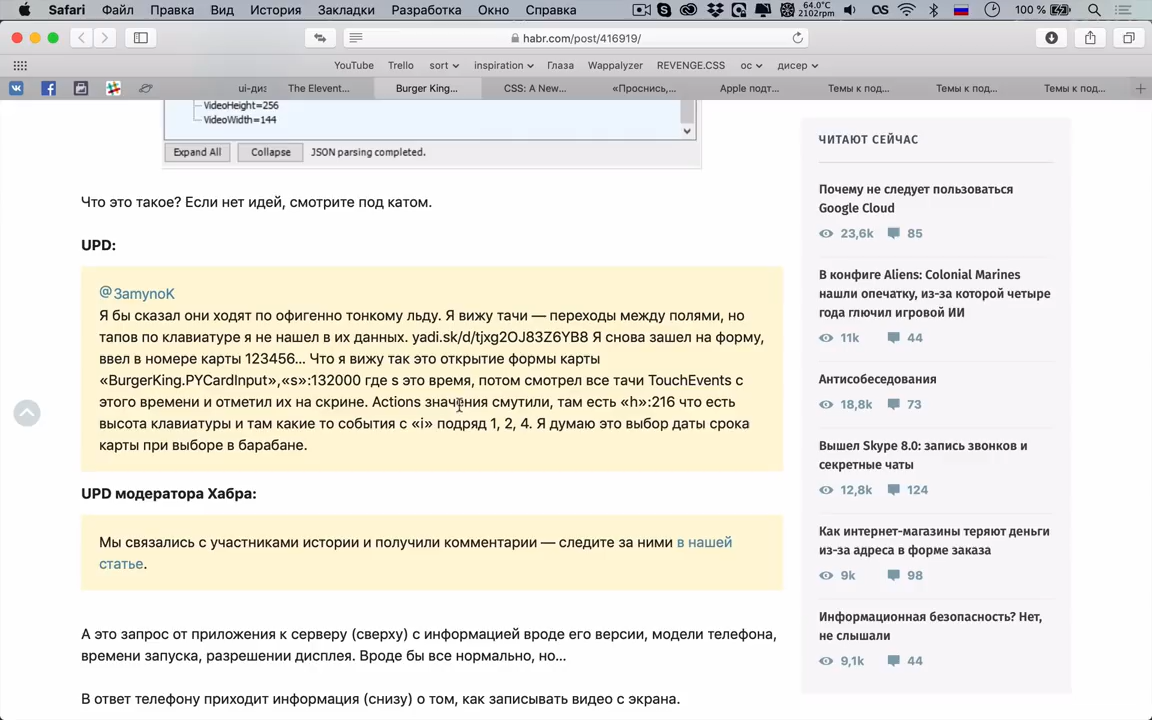 Safari Файл Правка Вид История Закладки Разработка Окно Справка 64.0°C 2102rpm 100 %
habr.com/post/416919/
YouTube Trello sort inspiration Глаза Wappalyzer REVENGE.CSS ос дисер
ui-диз The Elevent... Burger King... CSS: A New... «Проснись,... Apple подт... Темы к под... Темы к под... Темы к под...
VideoHeight=256
VideoWidth=144
Expand All Collapse JSON parsing completed.
Что это такое? Если нет идей, смотрите под катом.
UPD:
@3amynoK
Я бы сказал они ходят по офигенно тонкому льду. Я вижу тачи — переходы между полями, но
тапов по клавиатуре я не нашел в их данных. yadi.sk/d/tjxg2OJ83Z6YB8 Я снова зашел на форму,
ввел в номере карты 123456... Что я вижу так это открытие формы карты
«BurgerKing.PYCardInput»,«s»:132000 где s это время, потом смотрел все тачи TouchEvents с
этого времени и отметил их на скрине. Actions значения смутили, там есть «h»:216 что есть
высота клавиатуры и там какие то события с «i» подряд 1, 2, 4. Я думаю это выбор даты срока
карты при выборе в барабане.
UPD модератора Хабра:
Мы связались с участниками истории и получили комментарии — следите за ними в нашей
статье.
А это запрос от приложения к серверу (сверху) с информацией вроде его версии, модели телефона,
времени запуска, разрешении дисплея. Вроде бы все нормально, но...
В ответ телефону приходит информация (снизу) о том, как записывать видео с экрана.
ЧИТАЮТ СЕЙЧАС
Почему не следует пользоваться
Google Cloud
23,6k 85
В конфиге Aliens: Colonial Marines
нашли опечатку, из-за которой четыре
года глючил игровой ИИ
11k 44
Антисобеседования
18,8k 73
Вышел Skype 8.0: запись звонков и
секретные чаты
12,8k 124
Как интернет-магазины теряют деньги
из-за адреса в форме заказа
9k 98
Информационная безопасность? Нет,
не слышали
9,1k 44